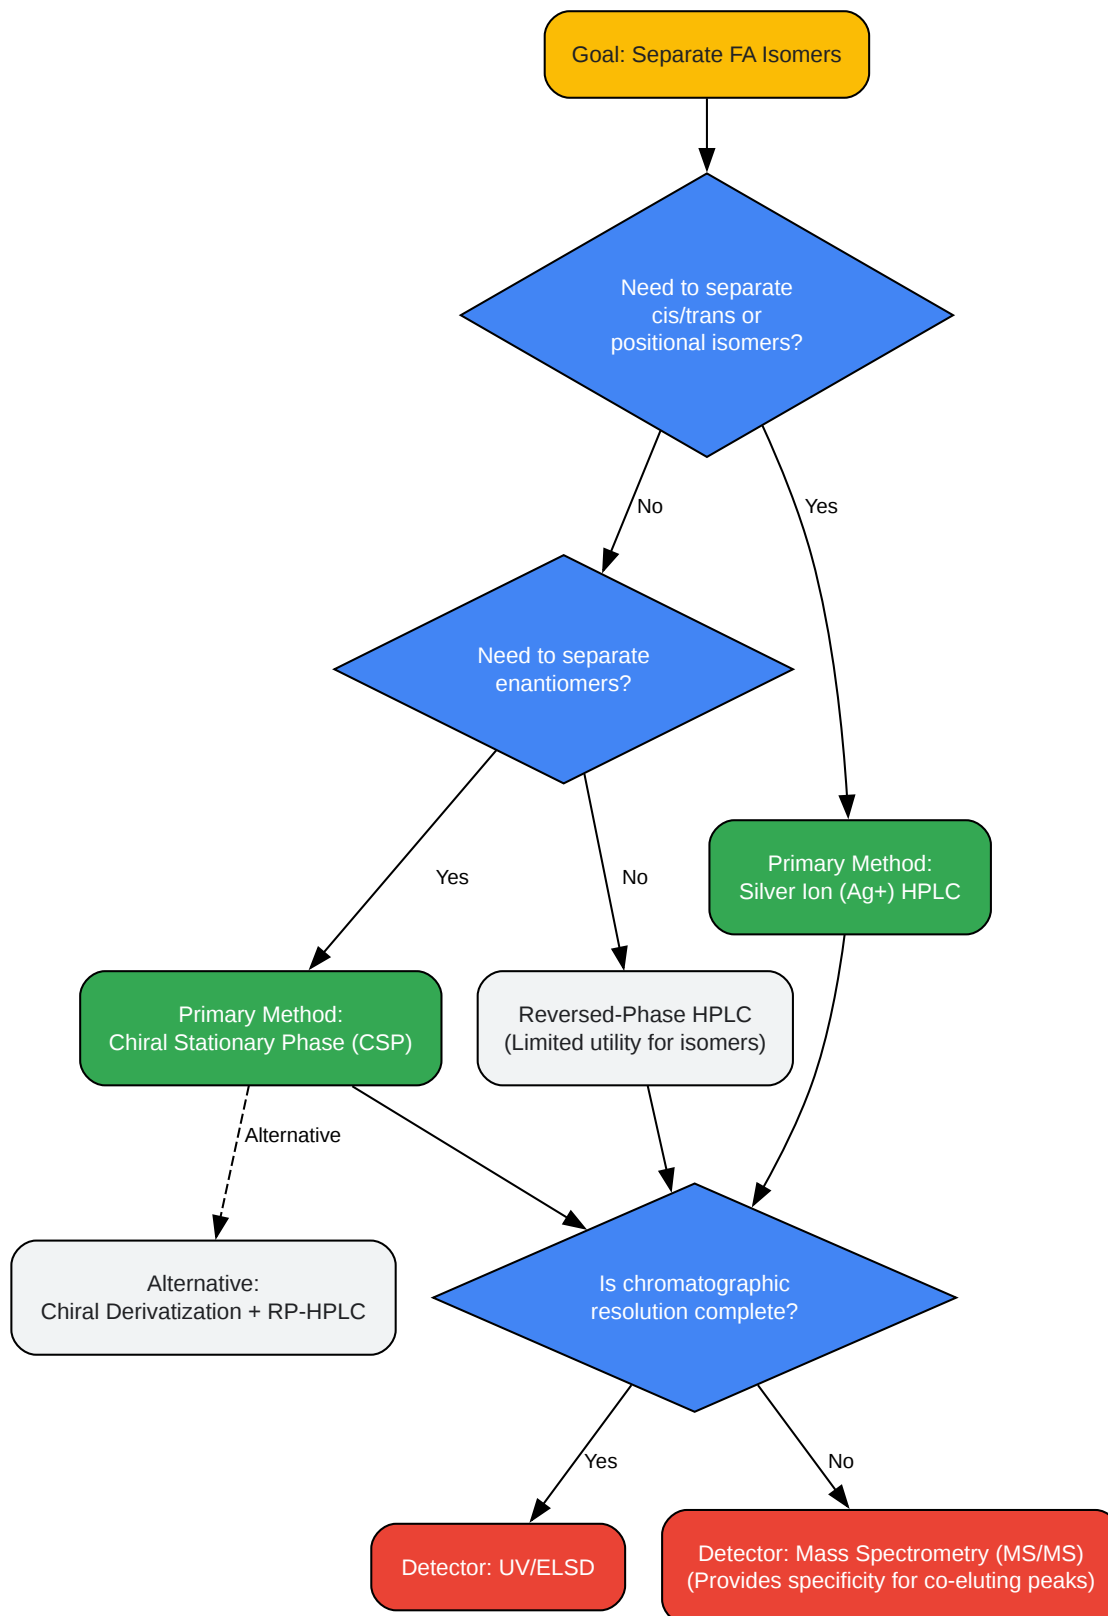 Goal: Separate FA Isomers
Need to separate
cis/trans or
positional isomers?
No
Yes
Need to separate
enantiomers?
Yes
No
Primary Method:
Silver Ion (Ag+) HPLC
Primary Method:
Chiral Stationary Phase (CSP)
Reversed-Phase HPLC
(Limited utility for isomers)
Alternative
Alternative:
Chiral Derivatization + RP-HPLC
Is chromatographic
resolution complete?
Yes
No
Detector: UV/ELSD
Detector: Mass Spectrometry (MS/MS)
(Provides specificity for co-eluting peaks)